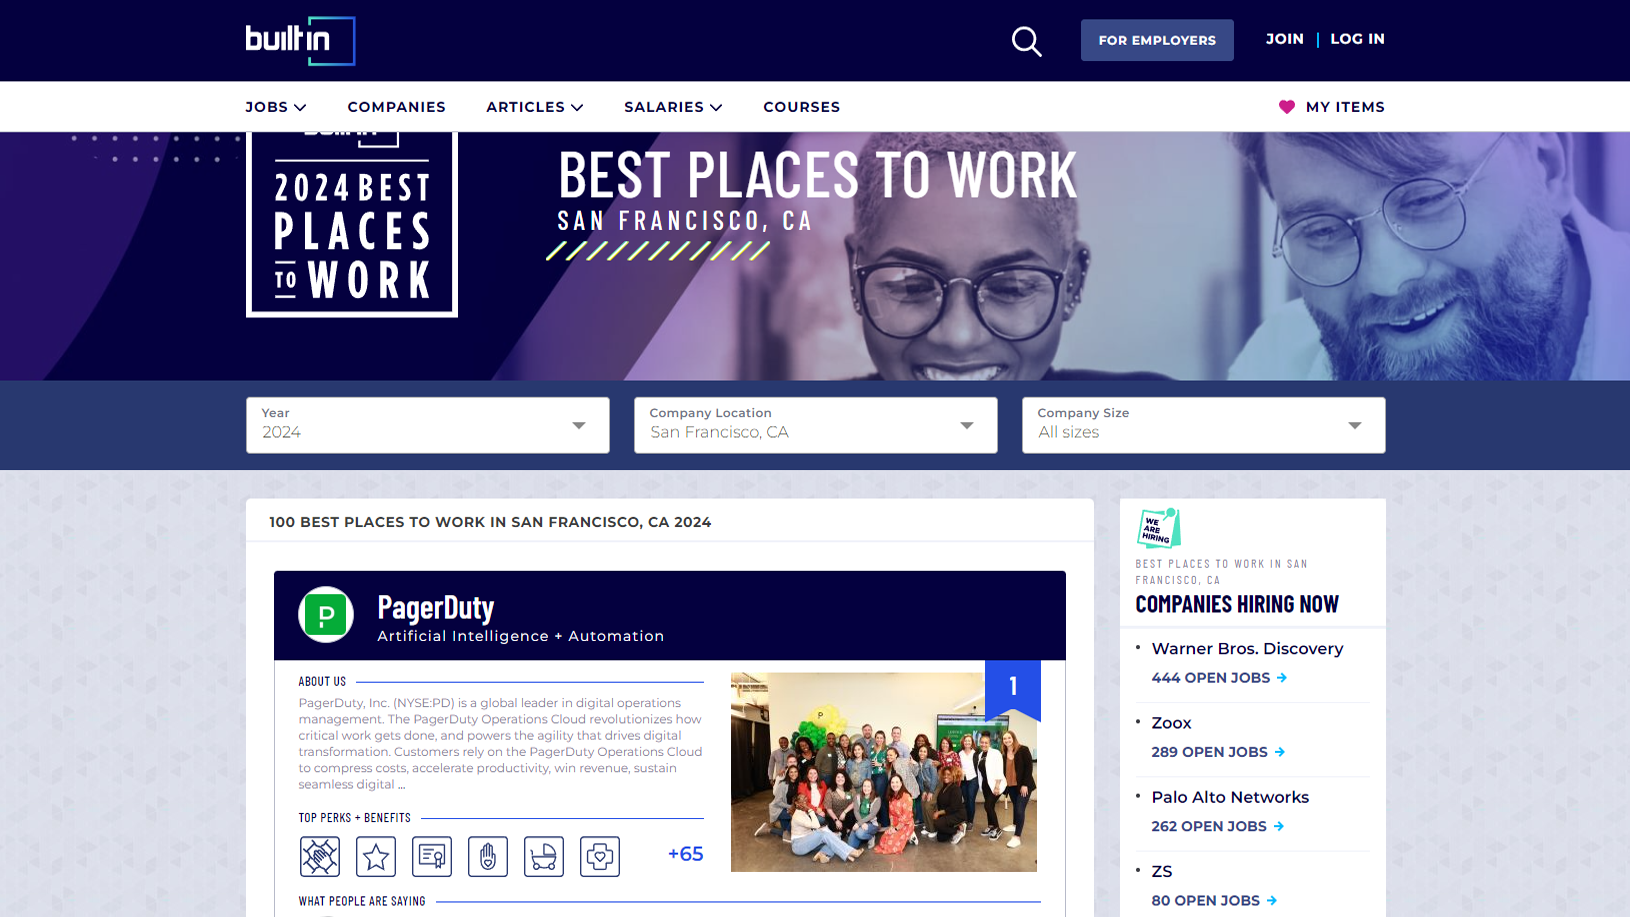 built in
FOR EMPLOYERS
JOIN | LOG IN
JOBS
COMPANIES
ARTICLES
SALARIES
COURSES
MY ITEMS
2024 BEST
PLACES
TO WORK
BEST PLACES TO WORK
SAN FRANCISCO, CA
Year
2024
Company Location
San Francisco, CA
Company Size
All sizes
100 BEST PLACES TO WORK IN SAN FRANCISCO, CA 2024
P
PagerDuty
Artificial Intelligence + Automation
ABOUT US
PagerDuty, Inc. (NYSE:PD) is a global leader in digital operations
management. The PagerDuty Operations Cloud revolutionizes how
critical work gets done, and powers the agility that drives digital
transformation. Customers rely on the PagerDuty Operations Cloud
to compress costs, accelerate productivity, win revenue, sustain
seamless digital ...
1
TOP PERKS + BENEFITS
+65
WHAT PEOPLE ARE SAYING
WE
ARE
HIRING
BEST PLACES TO WORK IN SAN
FRANCISCO, CA
COMPANIES HIRING NOW
• Warner Bros. Discovery
444 OPEN JOBS
• Zoox
289 OPEN JOBS
• Palo Alto Networks
262 OPEN JOBS
• ZS
80 OPEN JOBS